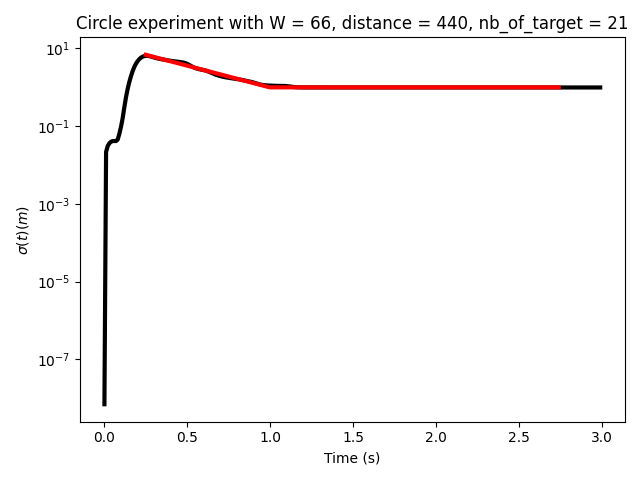 Circle experiment with W = 66, distance = 440, nb_of_target = 21
10¹
10⁻¹
10⁻³
10⁻⁵
10⁻⁷
σ(t)(m)
0.0 0.5 1.0 1.5 2.0 2.5 3.0
Time (s)